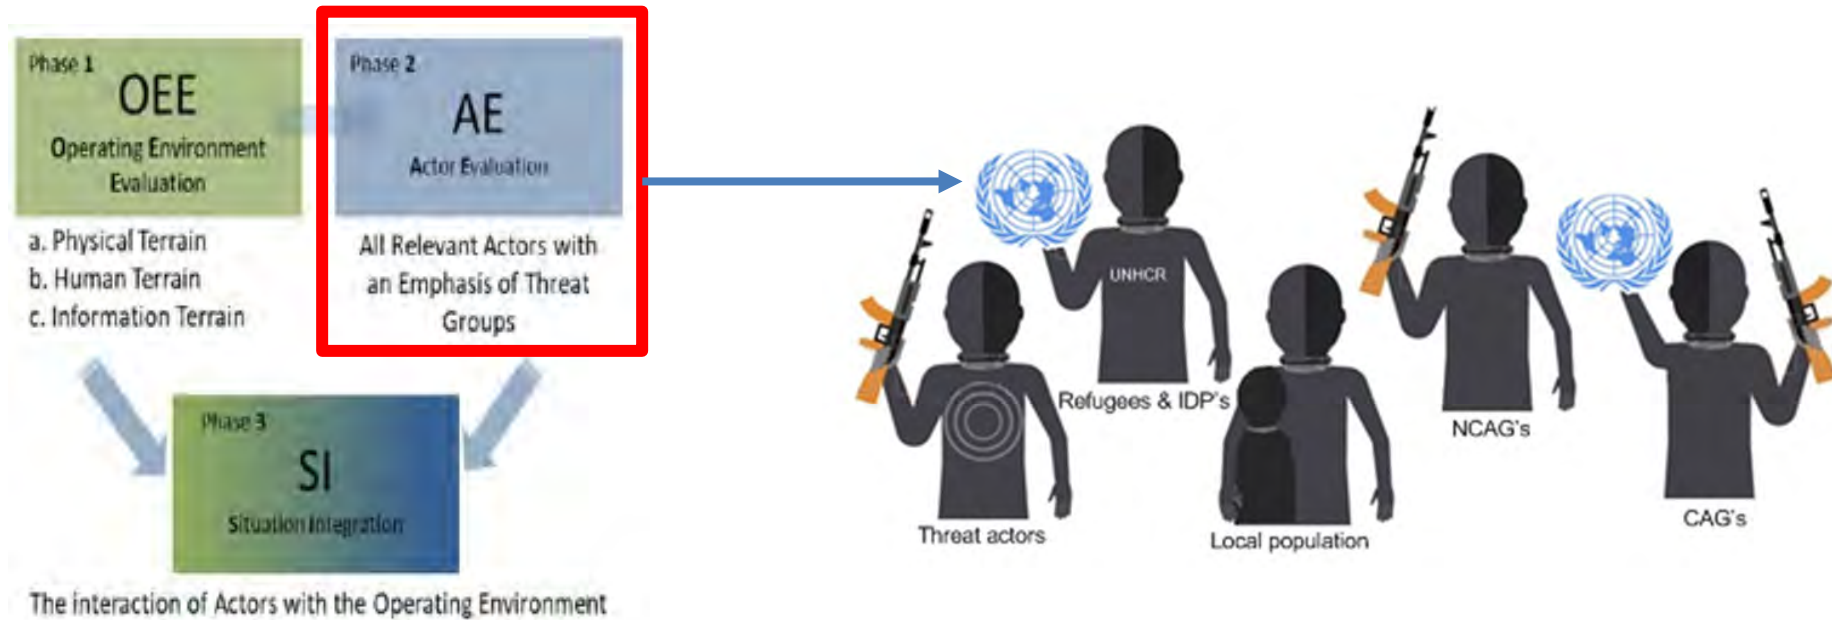 Phase 1
OEE
Operating Environment
Evaluation
a. Physical Terrain
b. Human Terrain
c. Information Terrain
Phase 2
AE
Actor Evaluation
All Relevant Actors with
an Emphasis of Threat
Groups
Phase 3
SI
Situation Integration
The interaction of Actors with the Operating Environment
UNHCR
Refugees & IDP's
Threat actors
Local population
NCAG's
CAG's